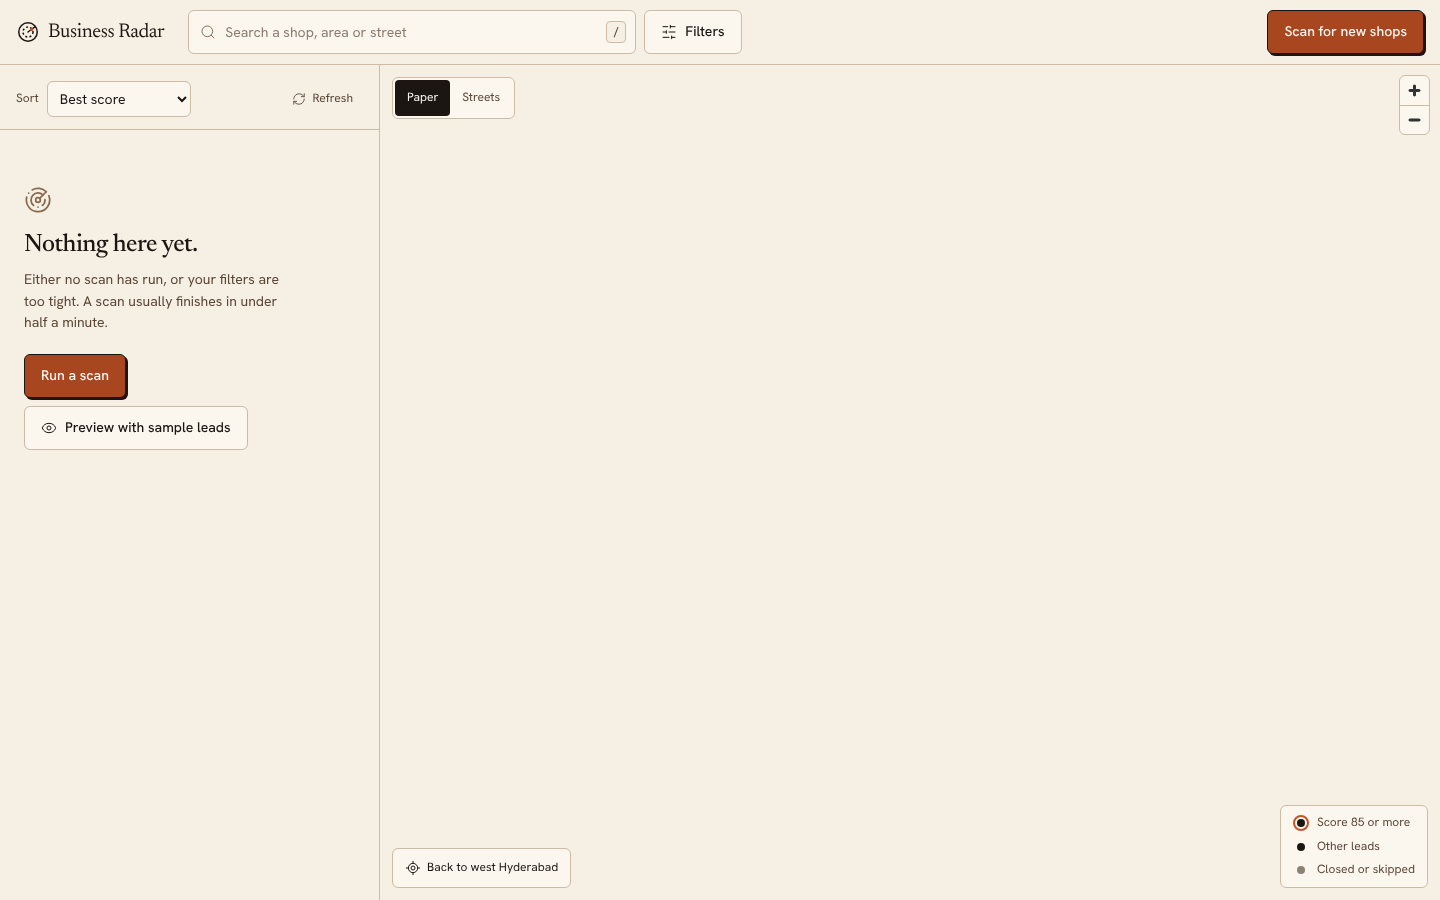 Business Radar
Search a shop, area or street
/
Filters
Scan for new shops
Sort
Best score
Refresh
Paper
Streets
+
−
Nothing here yet.
Either no scan has run, or your filters are
too tight. A scan usually finishes in under
half a minute.
Run a scan
Preview with sample leads
Back to west Hyderabad
Score 85 or more
Other leads
Closed or skipped